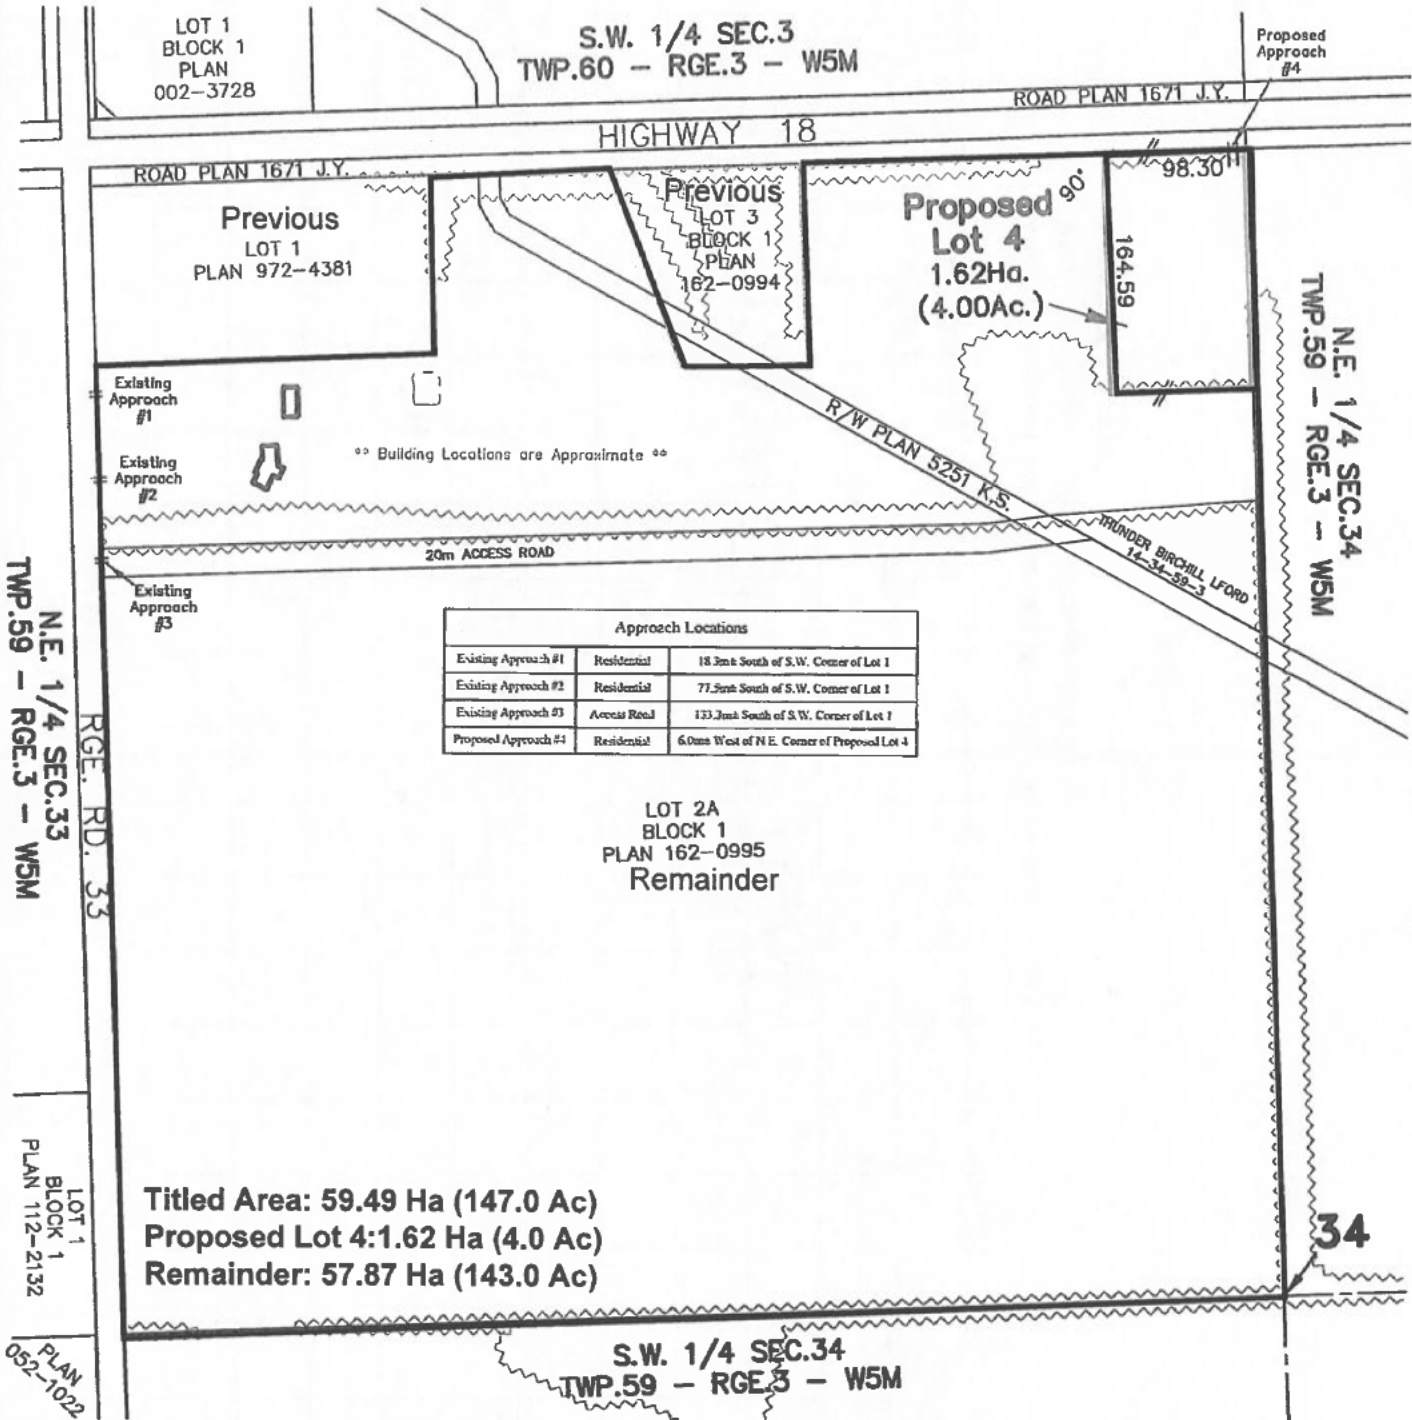 LOT 1
BLOCK 1
PLAN
002-3728
S.W. 1/4 SEC.3
TWP.60 - RGE.3 - W5M
Proposed
Approach
#4
ROAD PLAN 1671 J.Y.
HIGHWAY 18
ROAD PLAN 1671 J.Y.
Previous
LOT 1
PLAN 972-4381
Previous
LOT 3
BLOCK 1
PLAN
162-0994
Proposed
Lot 4
1.62Ha.
(4.00Ac.)
90°
98.30
164.59
N.E. 1/4 SEC.34
TWP.59 - RGE.3 - W5M
Existing
Approach
#1
Existing
Approach
#2
** Building Locations are Approximate **
R/W PLAN 5251 K.S.
THUNDER BIRCHILL LFORD
14-34-59-3
20m ACCESS ROAD
Existing
Approach
#3
Approach Locations
Existing Approach #1 Residential 18.3m± South of S.W. Corner of Lot 1
Existing Approach #2 Residential 77.5m± South of S.W. Corner of Lot 1
Existing Approach #3 Access Road 133.3m± South of S.W. Corner of Lot 1
Proposed Approach #4 Residential 6.0m± West of N.E. Corner of Proposed Lot 4
N.E. 1/4 SEC.33
TWP.59 - RGE.3 - W5M
RGE. RD. 33
LOT 2A
BLOCK 1
PLAN 162-0995
Remainder
LOT 1
BLOCK 1
PLAN 112-2132
Titled Area: 59.49 Ha (147.0 Ac)
Proposed Lot 4:1.62 Ha (4.0 Ac)
Remainder: 57.87 Ha (143.0 Ac)
34
PLAN
052-1022
S.W. 1/4 SEC.34
TWP.59 - RGE.3 - W5M